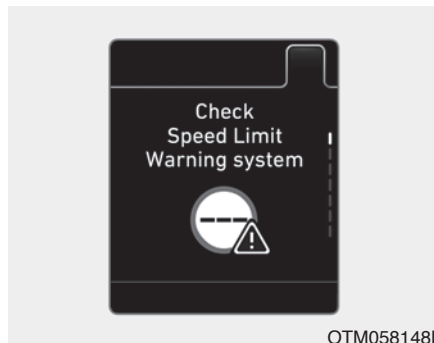 Check
Speed Limit
Warning system
---
OTM058148L